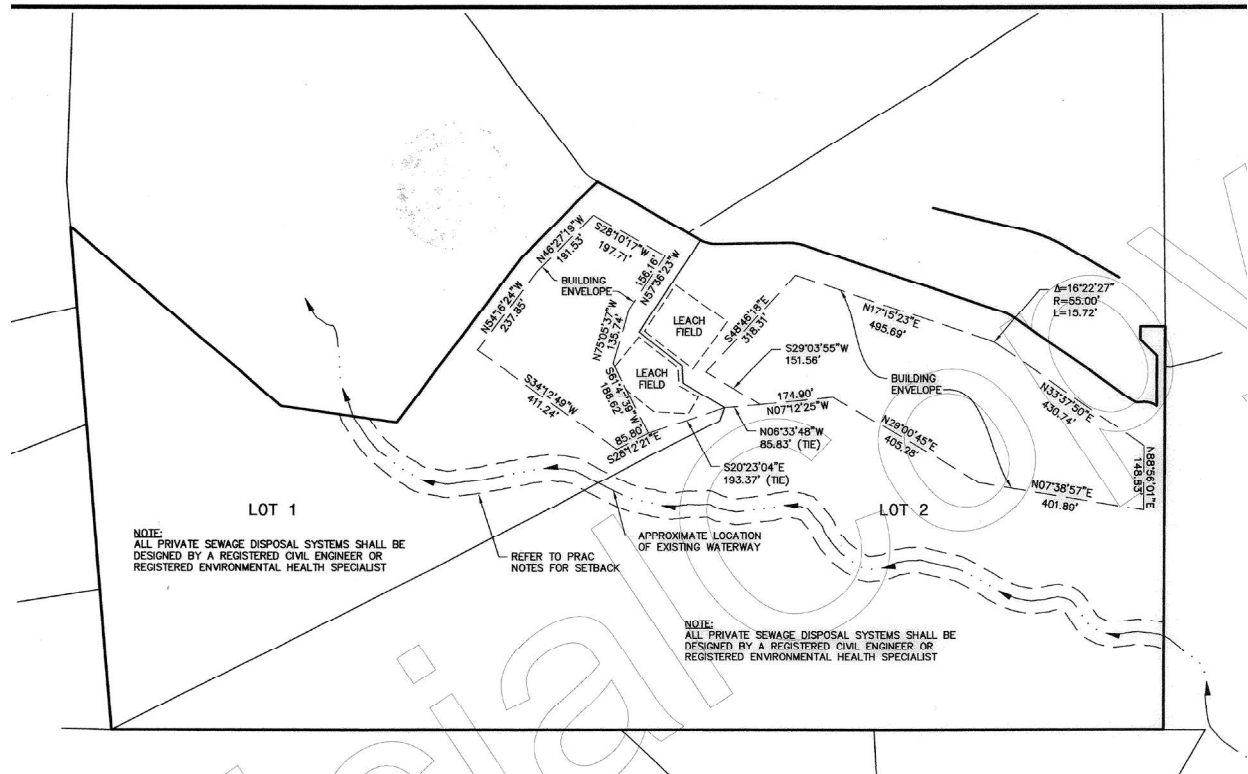 N46°27'19"W
191.53'
S28°10'17"W
197.71'
N54°16'24"W
237.85'
BUILDING
ENVELOPE
156.16'
N57°36'23"W
N75°05'37"W
135.74'
LEACH
FIELD
LEACH
FIELD
188.62'
S34°12'49"W
411.24'
85.80'
S26°12'21"E
S48°46'19"E
318.31'
S29°03'55"W
151.56'
174.90'
N07°12'25"W
N06°33'48"W
85.83' (TIE)
S20°23'04"E
193.37' (TIE)
N17°15'23"E
495.69'
Δ=16°22'27"
R=55.00'
L=15.72'
BUILDING
ENVELOPE
N33°37'50"E
430.74'
N28°00'45"E
405.28'
N88°56'01"E
148.83'
N07°38'57"E
401.80'
LOT 1
LOT 2
NOTE:
ALL PRIVATE SEWAGE DISPOSAL SYSTEMS SHALL BE
DESIGNED BY A REGISTERED CIVIL ENGINEER OR
REGISTERED ENVIRONMENTAL HEALTH SPECIALIST
REFER TO PRAC
NOTES FOR SETBACK
APPROXIMATE LOCATION
OF EXISTING WATERWAY
NOTE:
ALL PRIVATE SEWAGE DISPOSAL SYSTEMS SHALL BE
DESIGNED BY A REGISTERED CIVIL ENGINEER OR
REGISTERED ENVIRONMENTAL HEALTH SPECIALIST